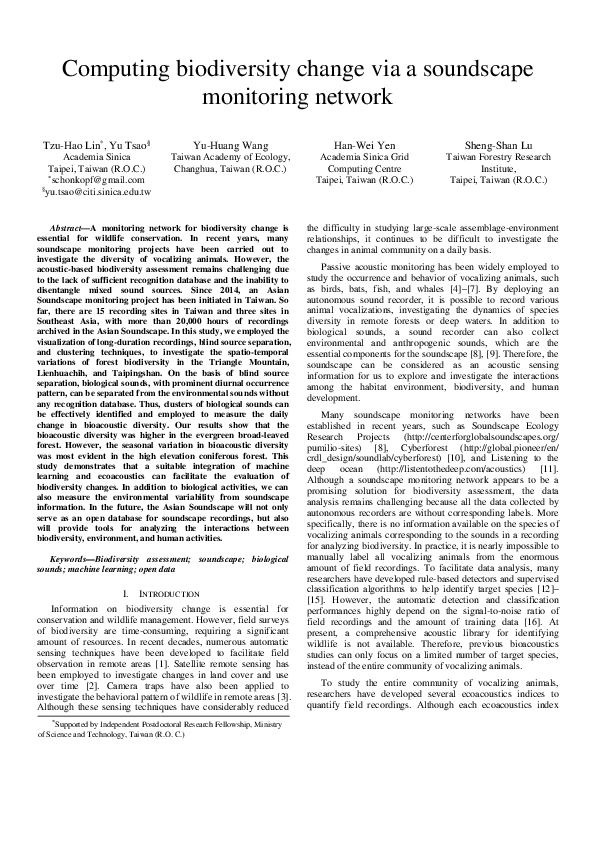 Computing biodiversity change via a soundscape
monitoring network
Tzu-Hao Lin*, Yu Tsao§
Academia Sinica
Taipei, Taiwan (R.O.C.)
*schonkopf@gmail.com
§yu.tsao@citi.sinica.edu.tw
Yu-Huang Wang
Taiwan Academy of Ecology,
Changhua, Taiwan (R.O.C.)
Han-Wei Yen
Academia Sinica Grid
Computing Centre
Taipei, Taiwan (R.O.C.)
Sheng-Shan Lu
Taiwan Forestry Research
Institute,
Taipei, Taiwan (R.O.C.)
Abstract—A monitoring network for biodiversity change is
essential for wildlife conservation. In recent years, many
soundscape monitoring projects have been carried out to
investigate the diversity of vocalizing animals. However, the
acoustic-based biodiversity assessment remains challenging due
to the lack of sufficient recognition database and the inability to
disentangle mixed sound sources. Since 2014, an Asian
Soundscape monitoring project has been initiated in Taiwan. So
far, there are 15 recording sites in Taiwan and three sites in
Southeast Asia, with more than 20,000 hours of recordings
archived in the Asian Soundscape. In this study, we employed the
visualization of long-duration recordings, blind source separation,
and clustering techniques, to investigate the spatio-temporal
variations of forest biodiversity in the Triangle Mountain,
Lienhuachih, and Taipingshan. On the basis of blind source
separation, biological sounds, with prominent diurnal occurrence
pattern, can be separated from the environmental sounds without
any recognition database. Thus, clusters of biological sounds can
be effectively identified and employed to measure the daily
change in bioacoustic diversity. Our results show that the
bioacoustic diversity was higher in the evergreen broad-leaved
forest. However, the seasonal variation in bioacoustic diversity
was most evident in the high elevation coniferous forest. This
study demonstrates that a suitable integration of machine
learning and ecoacoustics can facilitate the evaluation of
biodiversity changes. In addition to biological activities, we can
also measure the environmental variability from soundscape
information. In the future, the Asian Soundscape will not only
serve as an open database for soundscape recordings, but also
will provide tools for analyzing the interactions between
biodiversity, environment, and human activities.
Keywords—Biodiversity assessment; soundscape; biological
sounds; machine learning; open data
I. INTRODUCTION
Information on biodiversity change is essential for
conservation and wildlife management. However, field surveys
of biodiversity are time-consuming, requiring a significant
amount of resources. In recent decades, numerous automatic
sensing techniques have been developed to facilitate field
observation in remote areas [1]. Satellite remote sensing has
been employed to investigate changes in land cover and use
over time [2]. Camera traps have also been applied to
investigate the behavioral pattern of wildlife in remote areas [3].
Although these sensing techniques have considerably reduced
*Supported by Independent Postdoctoral Research Fellowship, Ministry
of Science and Technology, Taiwan (R.O. C.)
the difficulty in studying large-scale assemblage-environment
relationships, it continues to be difficult to investigate the
changes in animal community on a daily basis.
Passive acoustic monitoring has been widely employed to
study the occurrence and behavior of vocalizing animals, such
as birds, bats, fish, and whales [4]–[7]. By deploying an
autonomous sound recorder, it is possible to record various
animal vocalizations, investigating the dynamics of species
diversity in remote forests or deep waters. In addition to
biological sounds, a sound recorder can also collect
environmental and anthropogenic sounds, which are the
essential components for the soundscape [8], [9]. Therefore, the
soundscape can be considered as an acoustic sensing
information for us to explore and investigate the interactions
among the habitat environment, biodiversity, and human
development.
Many soundscape monitoring networks have been
established in recent years, such as Soundscape Ecology
Research Projects (http://centerforglobalsoundscapes.org/
pumilio-sites) [8], Cyberforest (http://global.pioneer/en/
crdl_design/soundlab/cyberforest) [10], and Listening to the
deep ocean (http://listentothedeep.com/acoustics) [11].
Although a soundscape monitoring network appears to be a
promising solution for biodiversity assessment, the data
analysis remains challenging because all the data collected by
autonomous recorders are without corresponding labels. More
specifically, there is no information available on the species of
vocalizing animals corresponding to the sounds in a recording
for analyzing biodiversity. In practice, it is nearly impossible to
manually label all vocalizing animals from the enormous
amount of field recordings. To facilitate data analysis, many
researchers have developed rule-based detectors and supervised
classification algorithms to help identify target species [12]–
[15]. However, the automatic detection and classification
performances highly depend on the signal-to-noise ratio of
field recordings and the amount of training data [16]. At
present, a comprehensive acoustic library for identifying
wildlife is not available. Therefore, previous bioacoustics
studies can only focus on a limited number of target species,
instead of the entire community of vocalizing animals.
To study the entire community of vocalizing animals,
researchers have developed several ecoacoustics indices to
quantify field recordings. Although each ecoacoustics index